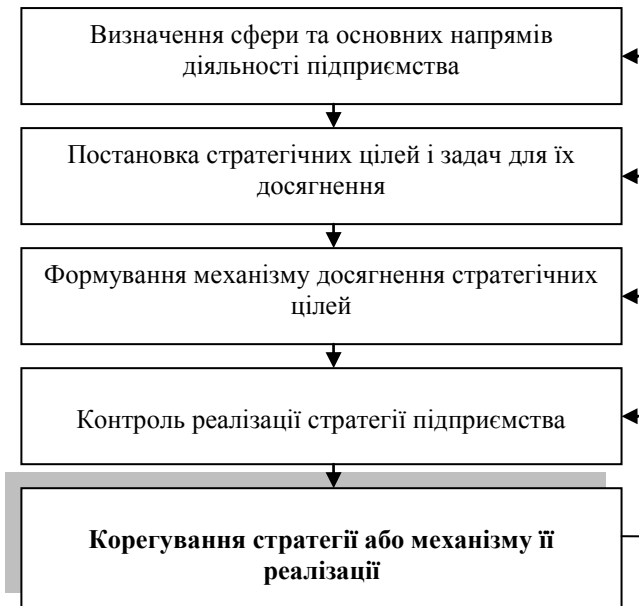 Визначення сфери та основних напрямів
діяльності підприємства
Постановка стратегічних цілей і задач для їх
досягнення
Формування механізму досягнення стратегічних
цілей
Контроль реалізації стратегії підприємства
Корегування стратегії або механізму її
реалізації